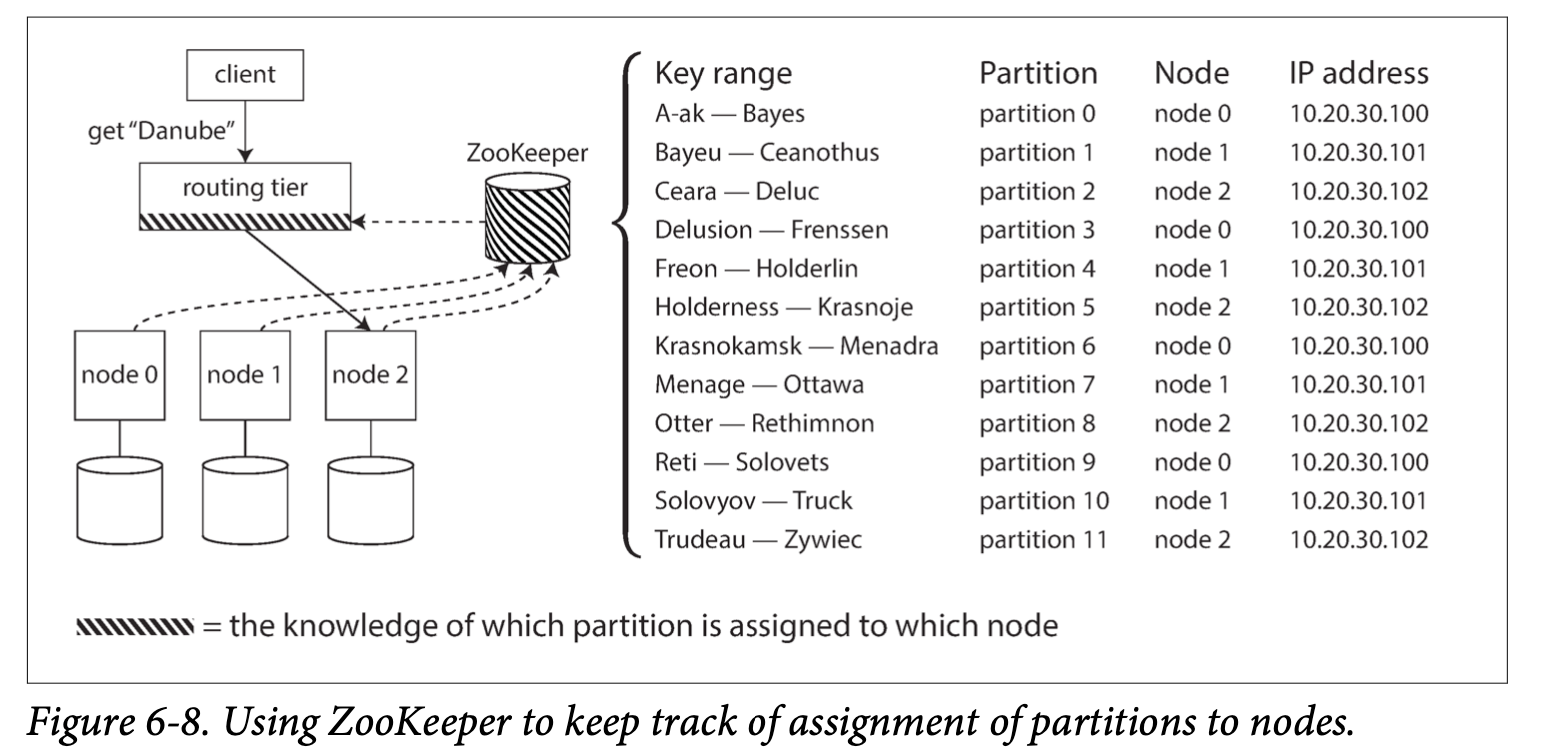 client
get “Danube”
routing tier
ZooKeeper
node 0 node 1 node 2
Key range Partition Node IP address
A-ak — Bayes partition 0 node 0 10.20.30.100
Bayeu — Ceanothus partition 1 node 1 10.20.30.101
Ceara — Deluc partition 2 node 2 10.20.30.102
Delusion — Frenssen partition 3 node 0 10.20.30.100
Freon — Holderlin partition 4 node 1 10.20.30.101
Holderness — Krasnoje partition 5 node 2 10.20.30.102
Krasnokamsk — Menadra partition 6 node 0 10.20.30.100
Menage — Ottawa partition 7 node 1 10.20.30.101
Otter — Rethimnon partition 8 node 2 10.20.30.102
Reti — Solovets partition 9 node 0 10.20.30.100
Solovyov — Truck partition 10 node 1 10.20.30.101
Trudeau — Zywiec partition 11 node 2 10.20.30.102
= the knowledge of which partition is assigned to which node
Figure 6-8. Using ZooKeeper to keep track of assignment of partitions to nodes.